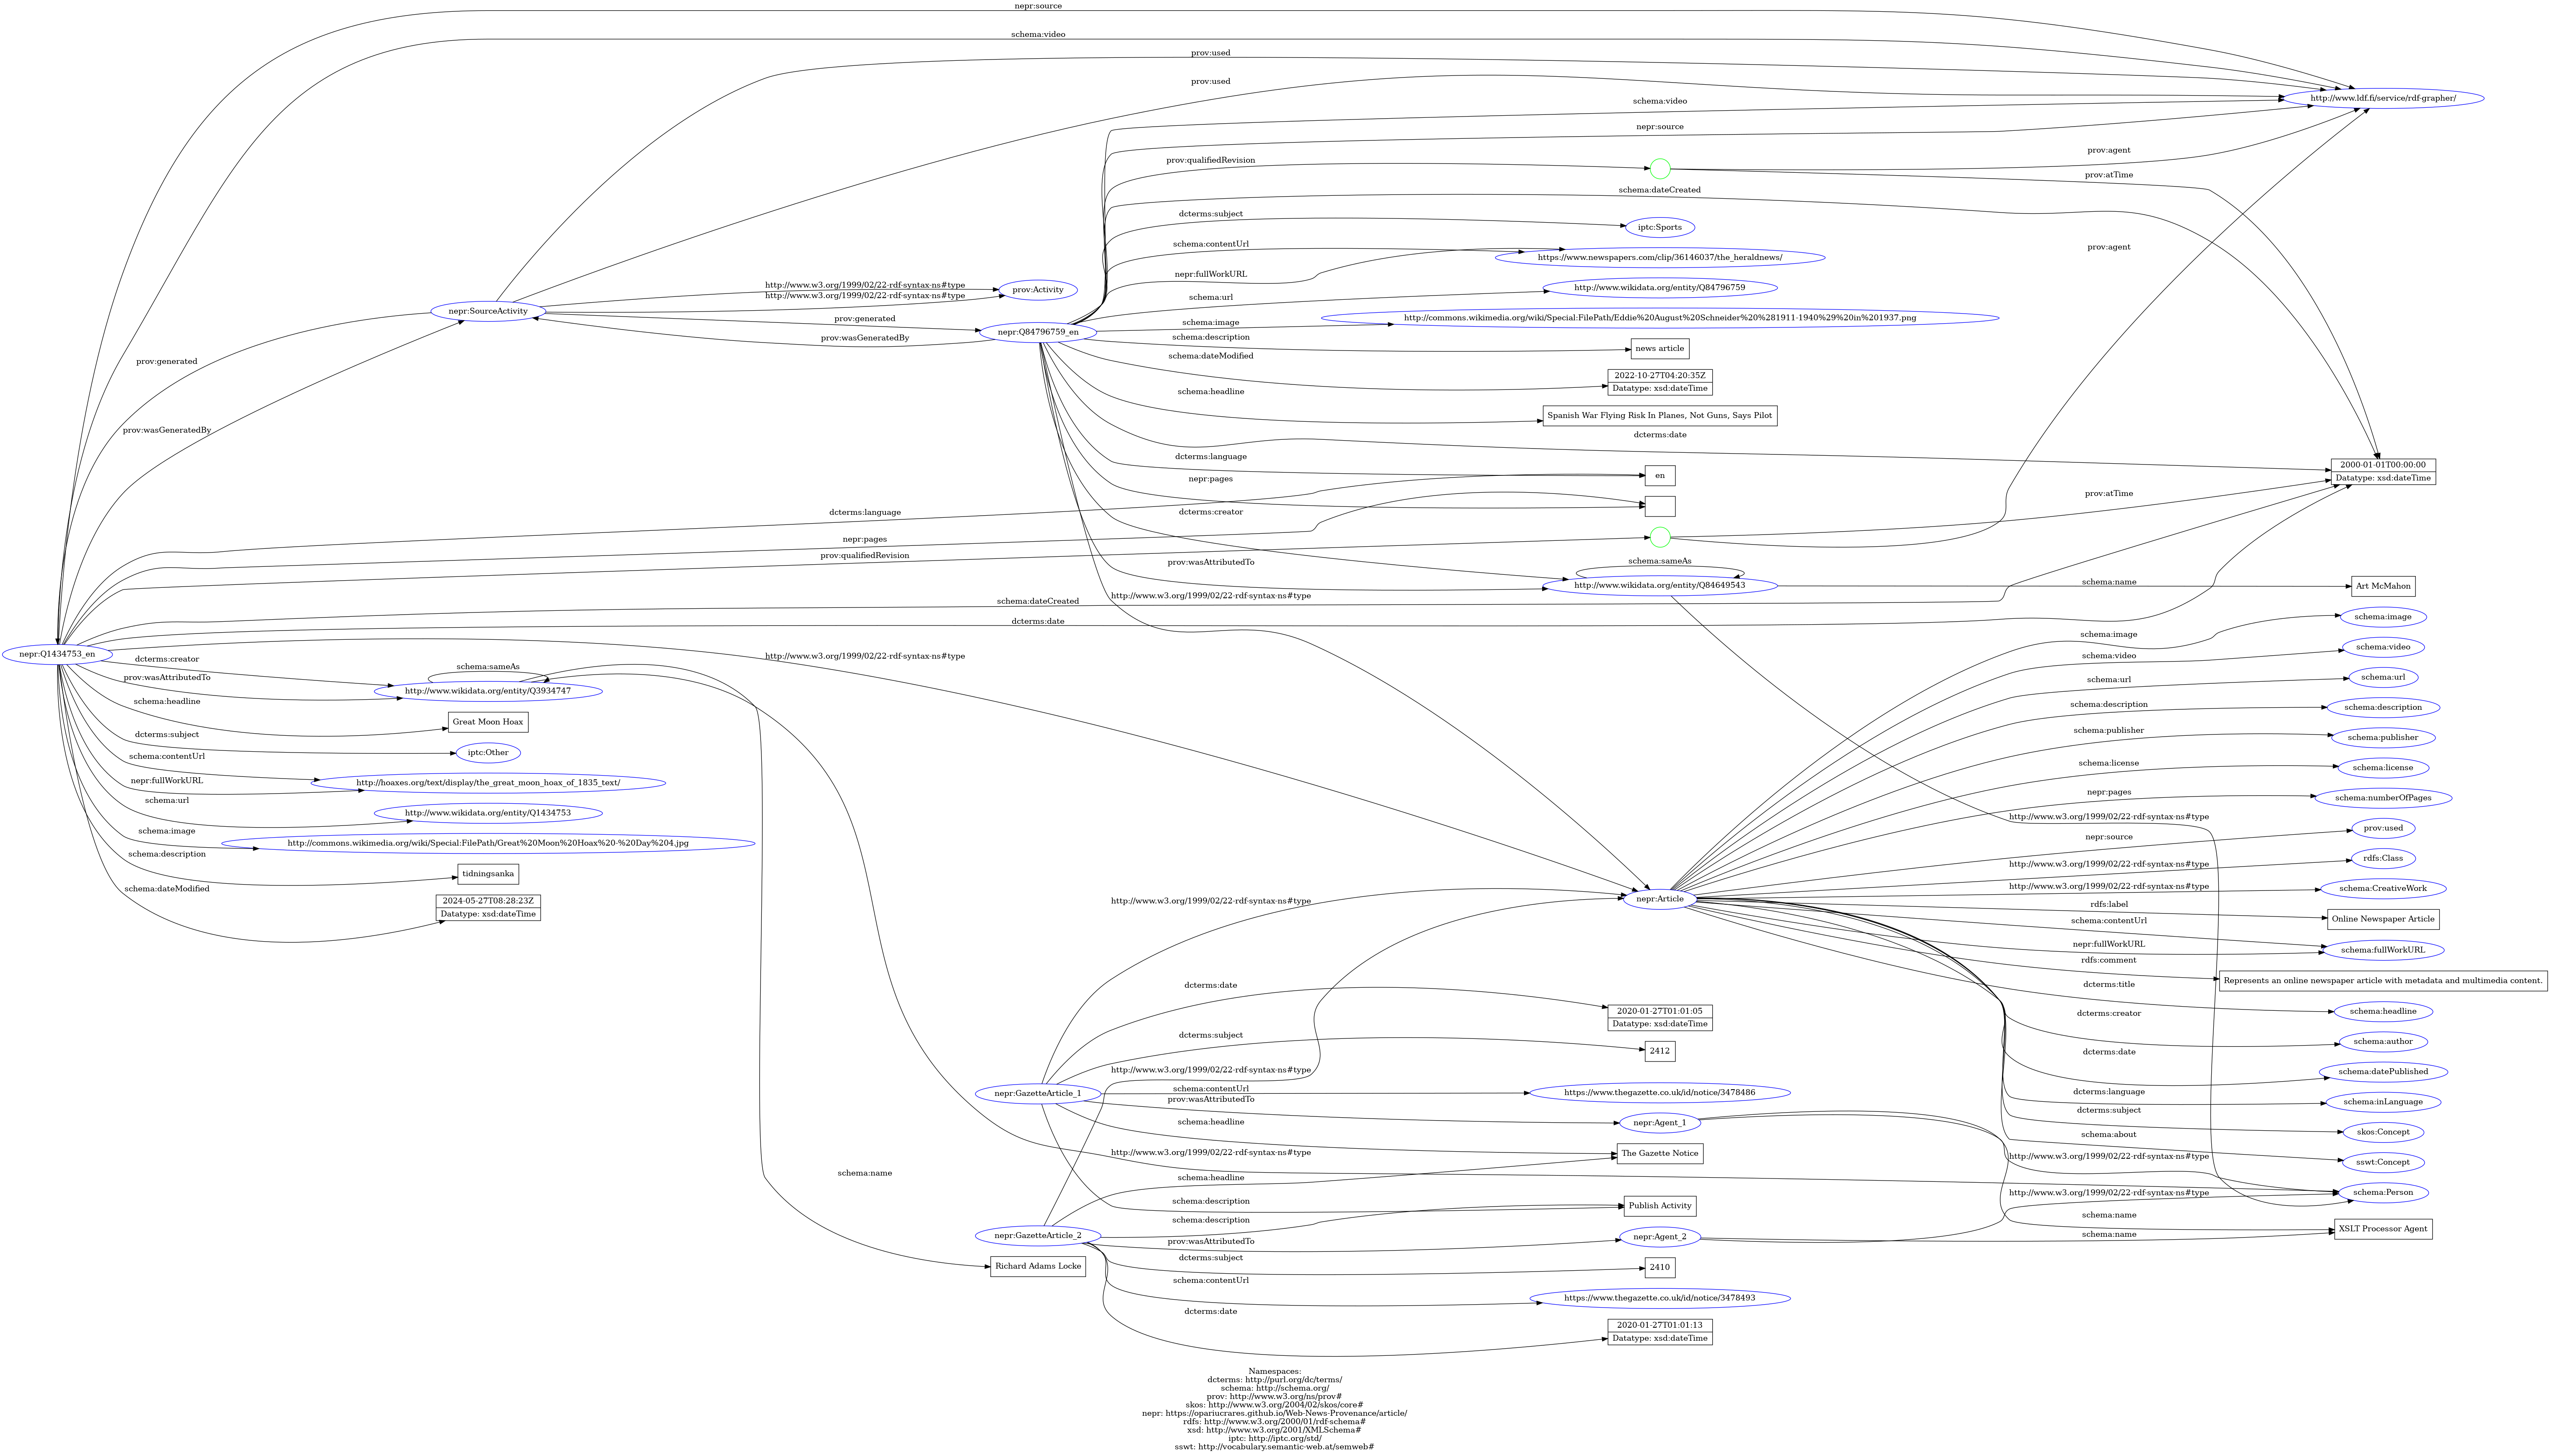 nepr:source
schema:video
prov:used
prov:used
http://www.ldf.fi/service/rdf-grapher/
schema:video
nepr:source
prov:agent
prov:qualifiedRevision
prov:atTime
schema:dateCreated
dcterms:subject
iptc:Sports
schema:contentUrl
prov:agent
https://www.newspapers.com/clip/36146037/the_heraldnews/
nepr:fullWorkURL
http://www.w3.org/1999/02/22-rdf-syntax-ns#type
prov:Activity
http://www.w3.org/1999/02/22-rdf-syntax-ns#type
http://www.wikidata.org/entity/Q84796759
schema:url
nepr:SourceActivity
prov:generated
schema:image
http://commons.wikimedia.org/wiki/Special:FilePath/Eddie%20August%20Schneider%20%281911-1940%29%20in%201937.png
nepr:Q84796759_en
prov:wasGeneratedBy
schema:description
news article
prov:generated
schema:dateModified
2022-10-27T04:20:35Z
Datatype: xsd:dateTime
schema:headline
Spanish War Flying Risk In Planes, Not Guns, Says Pilot
prov:wasGeneratedBy
dcterms:date
dcterms:language
2000-01-01T00:00:00
Datatype: xsd:dateTime
en
nepr:pages
prov:atTime
dcterms:language
dcterms:creator
nepr:pages
prov:qualifiedRevision
prov:wasAttributedTo
schema:sameAs
http://www.wikidata.org/entity/Q84649543
schema:name
Art McMahon
http://www.w3.org/1999/02/22-rdf-syntax-ns#type
schema:dateCreated
dcterms:date
schema:image
schema:image
schema:video
schema:video
nepr:Q1434753_en
http://www.w3.org/1999/02/22-rdf-syntax-ns#type
dcterms:creator
schema:sameAs
prov:wasAttributedTo
http://www.wikidata.org/entity/Q3934747
schema:url
schema:url
schema:headline
schema:description
schema:description
Great Moon Hoax
dcterms:subject
schema:publisher
schema:publisher
iptc:Other
schema:contentUrl
schema:license
schema:license
nepr:fullWorkURL
http://hoaxes.org/text/display/the_great_moon_hoax_of_1835_text/
nepr:pages
schema:numberOfPages
schema:url
http://www.wikidata.org/entity/Q1434753
http://www.w3.org/1999/02/22-rdf-syntax-ns#type
schema:image
nepr:source
prov:used
http://commons.wikimedia.org/wiki/Special:FilePath/Great%20Moon%20Hoax%20-%20Day%204.jpg
schema:description
http://www.w3.org/1999/02/22-rdf-syntax-ns#type
rdfs:Class
tidningsanka
schema:dateModified
http://www.w3.org/1999/02/22-rdf-syntax-ns#type
schema:CreativeWork
2024-05-27T08:28:23Z
Datatype: xsd:dateTime
http://www.w3.org/1999/02/22-rdf-syntax-ns#type
nepr:Article
rdfs:label
Online Newspaper Article
schema:contentUrl
nepr:fullWorkURL
schema:fullWorkURL
rdfs:comment
Represents an online newspaper article with metadata and multimedia content.
dcterms:date
dcterms:title
2020-01-27T01:01:05
Datatype: xsd:dateTime
schema:headline
dcterms:creator
dcterms:subject
2412
schema:author
dcterms:date
http://www.w3.org/1999/02/22-rdf-syntax-ns#type
schema:datePublished
schema:contentUrl
nepr:GazetteArticle_1
https://www.thegazette.co.uk/id/notice/3478486
dcterms:language
prov:wasAttributedTo
schema:inLanguage
dcterms:subject
schema:headline
nepr:Agent_1
skos:Concept
schema:about
http://www.w3.org/1999/02/22-rdf-syntax-ns#type
The Gazette Notice
http://www.w3.org/1999/02/22-rdf-syntax-ns#type
sswt:Concept
schema:name
schema:headline
http://www.w3.org/1999/02/22-rdf-syntax-ns#type
schema:Person
schema:description
Publish Activity
schema:description
schema:name
XSLT Processor Agent
nepr:GazetteArticle_2
prov:wasAttributedTo
nepr:Agent_2
schema:name
dcterms:subject
Richard Adams Locke
2410
schema:contentUrl
https://www.thegazette.co.uk/id/notice/3478493
dcterms:date
2020-01-27T01:01:13
Datatype: xsd:dateTime
Namespaces:
dcterms: http://purl.org/dc/terms/
schema: http://schema.org/
prov: http://www.w3.org/ns/prov#
skos: http://www.w3.org/2004/02/skos/core#
nepr: https://opariucrares.github.io/Web-News-Provenance/article/
rdfs: http://www.w3.org/2000/01/rdf-schema#
xsd: http://www.w3.org/2001/XMLSchema#
iptc: http://iptc.org/std/
sswt: http://vocabulary.semantic-web.at/semweb#